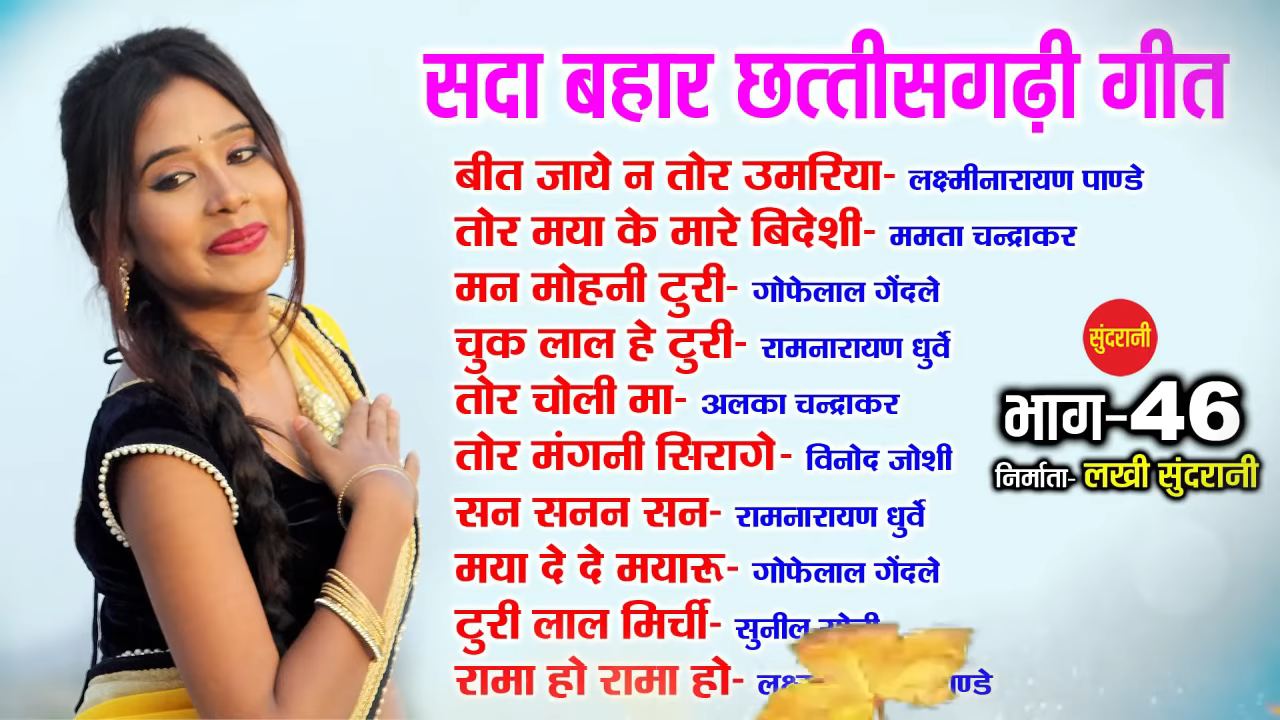 सदा बहार छत्तीसगढ़ी गीत
बीत जाये न तोर उमरिया- लक्ष्मीनारायण पाण्डे
तोर मया के मारे बिदेशी- ममता चन्द्राकर
मन मोहनी टुरी- गोफेलाल गेंदले
चुक लाल हे टुरी- रामनारायण धुर्वे
तोर चोली मा- अलका चन्द्राकर
तोर मंगनी सिरागे- विनोद जोशी
सन सनन सन- रामनारायण धुर्वे
मया दे दे मयारू- गोफेलाल गेंदले
टुरी लाल मिर्ची- सुनील
रामा हो रामा हो-
सुंदरानी
भाग-46
निर्माता- लखी सुंदरानी